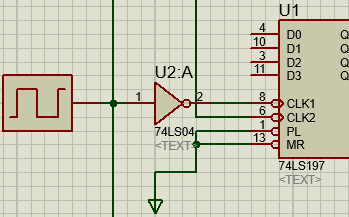 U1
4 D0 Q
10 D1 Q
3 D2 Q
11 D3 Q
U2:A
1 2
8 CLK1
6 CLK2
1 PL
13 MR
74LS04
<TEXT>
74LS197
<TEXT>